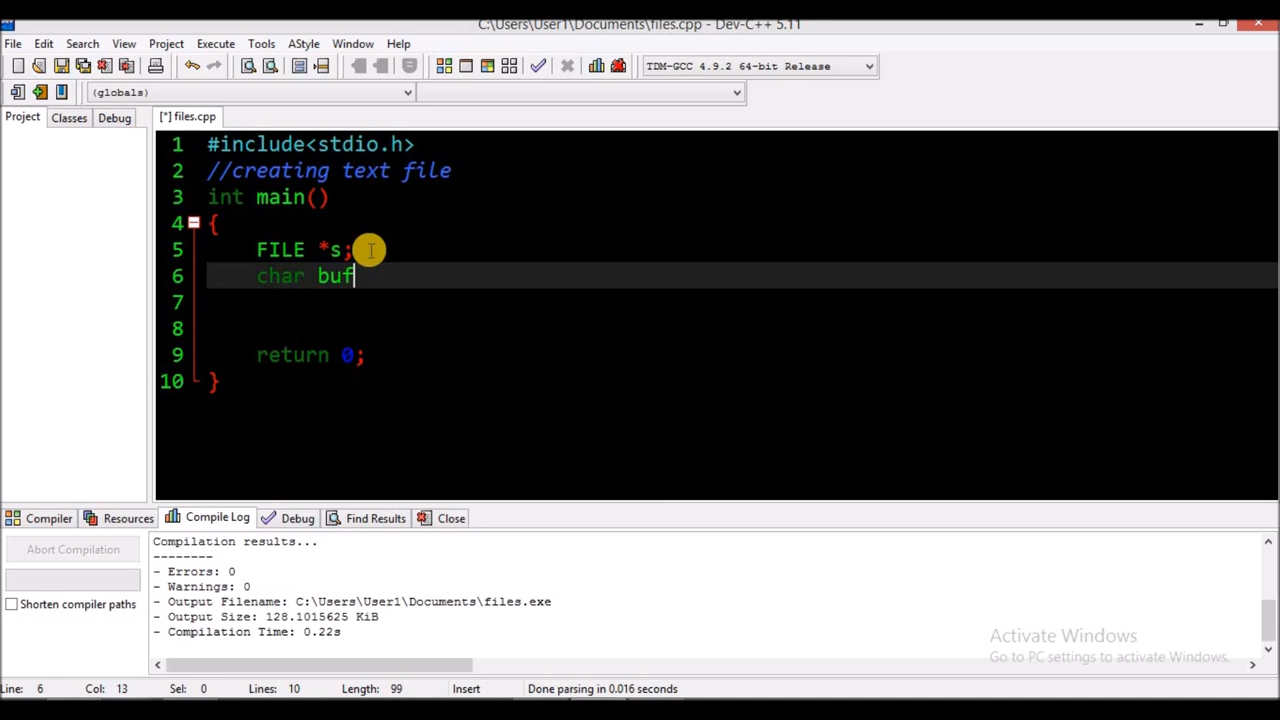 C:\Users\User1\Documents\files.cpp - Dev-C++ 5.11
File Edit Search View Project Execute Tools AStyle Window Help
TDM-GCC 4.9.2 64-bit Release
(globals)
Project Classes Debug [*] files.cpp
1 #include<stdio.h>
2 //creating text file
3 int main()
4 {
5 FILE *s;
6 char buf
7
8
9 return 0;
10 }
Compiler Resources Compile Log Debug Find Results Close
Abort Compilation
Shorten compiler paths
Compilation results...
--------
- Errors: 0
- Warnings: 0
- Output Filename: C:\Users\User1\Documents\files.exe
- Output Size: 128.1015625 KiB
- Compilation Time: 0.22s
Activate Windows
Go to PC settings to activate Windows.
Line: 6 Col: 13 Sel: 0 Lines: 10 Length: 99 Insert Done parsing in 0.016 seconds